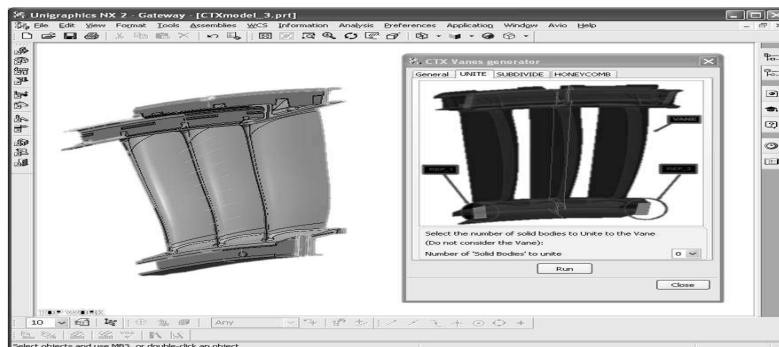 Unigraphics NX 2 - Gateway - [CTXmodel_3.prt]
File Edit View Format Tools Assemblies WCS Information Analysis Preferences Application Window Avio Help
CTX Vanes generator
General UNITE SUBDIVIDE HONEYCOMB
VANE
Select the number of solid bodies to Unite to the Vane
(Do not consider the Vane):
Number of 'Solid Bodies' to unite 0
Run
Close
10 Any
Select objects and use MB3, or double-click an object